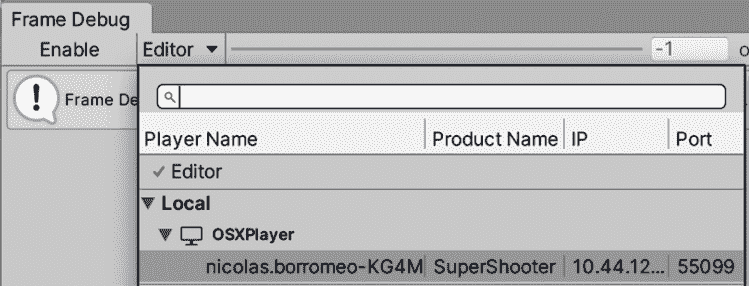 Frame Debug
Enable Editor -1 o
Frame De
Player Name Product Name IP Port
Editor
Local
OSXPlayer
nicolas.borromeo-KG4M SuperShooter 10.44.12... 55099